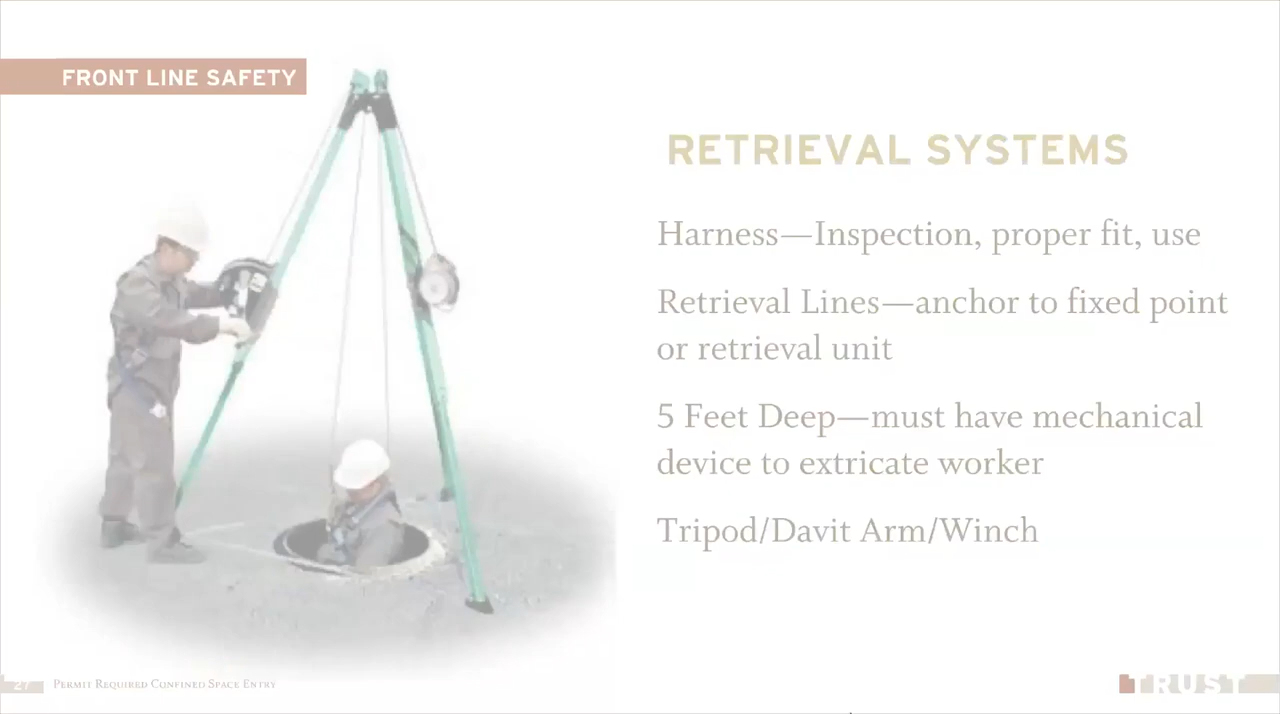 FRONT LINE SAFETY
RETRIEVAL SYSTEMS
Harness—Inspection, proper fit, use
Retrieval Lines—anchor to fixed point
or retrieval unit
5 Feet Deep—must have mechanical
device to extricate worker
Tripod/Davit Arm/Winch
27 Permit Required Confined Space Entry
TRUST